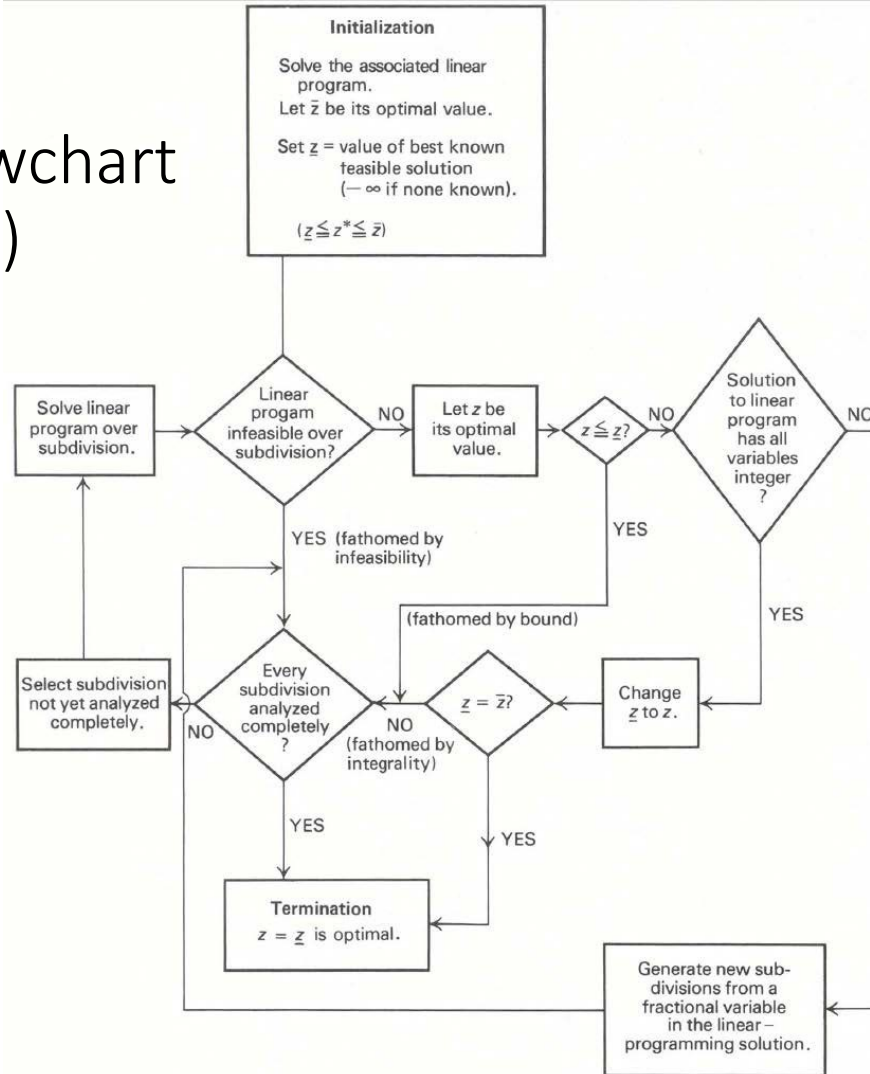 wchart
)
Initialization
Solve the associated linear
program.
Let z̄ be its optimal value.
Set z̲ = value of best known
feasible solution
(− ∞ if none known).
(z̲ ≦ z* ≦ z̄)
Solve linear
program over
subdivision.
Linear
progam
infeasible over
subdivision?
NO
Let z be
its optimal
value.
z ≦ z̲?
NO
Solution
to linear
program
has all
variables
integer
?
NO
YES (fathomed by
infeasibility)
YES
(fathomed by bound)
YES
Select subdivision
not yet analyzed
completely.
NO
Every
subdivision
analyzed
completely
?
NO
(fathomed by
integrality)
z̲ = z̄?
Change
z̲ to z.
YES
YES
Termination
z = z̲ is optimal.
Generate new sub-
divisions from a
fractional variable
in the linear –
programming solution.